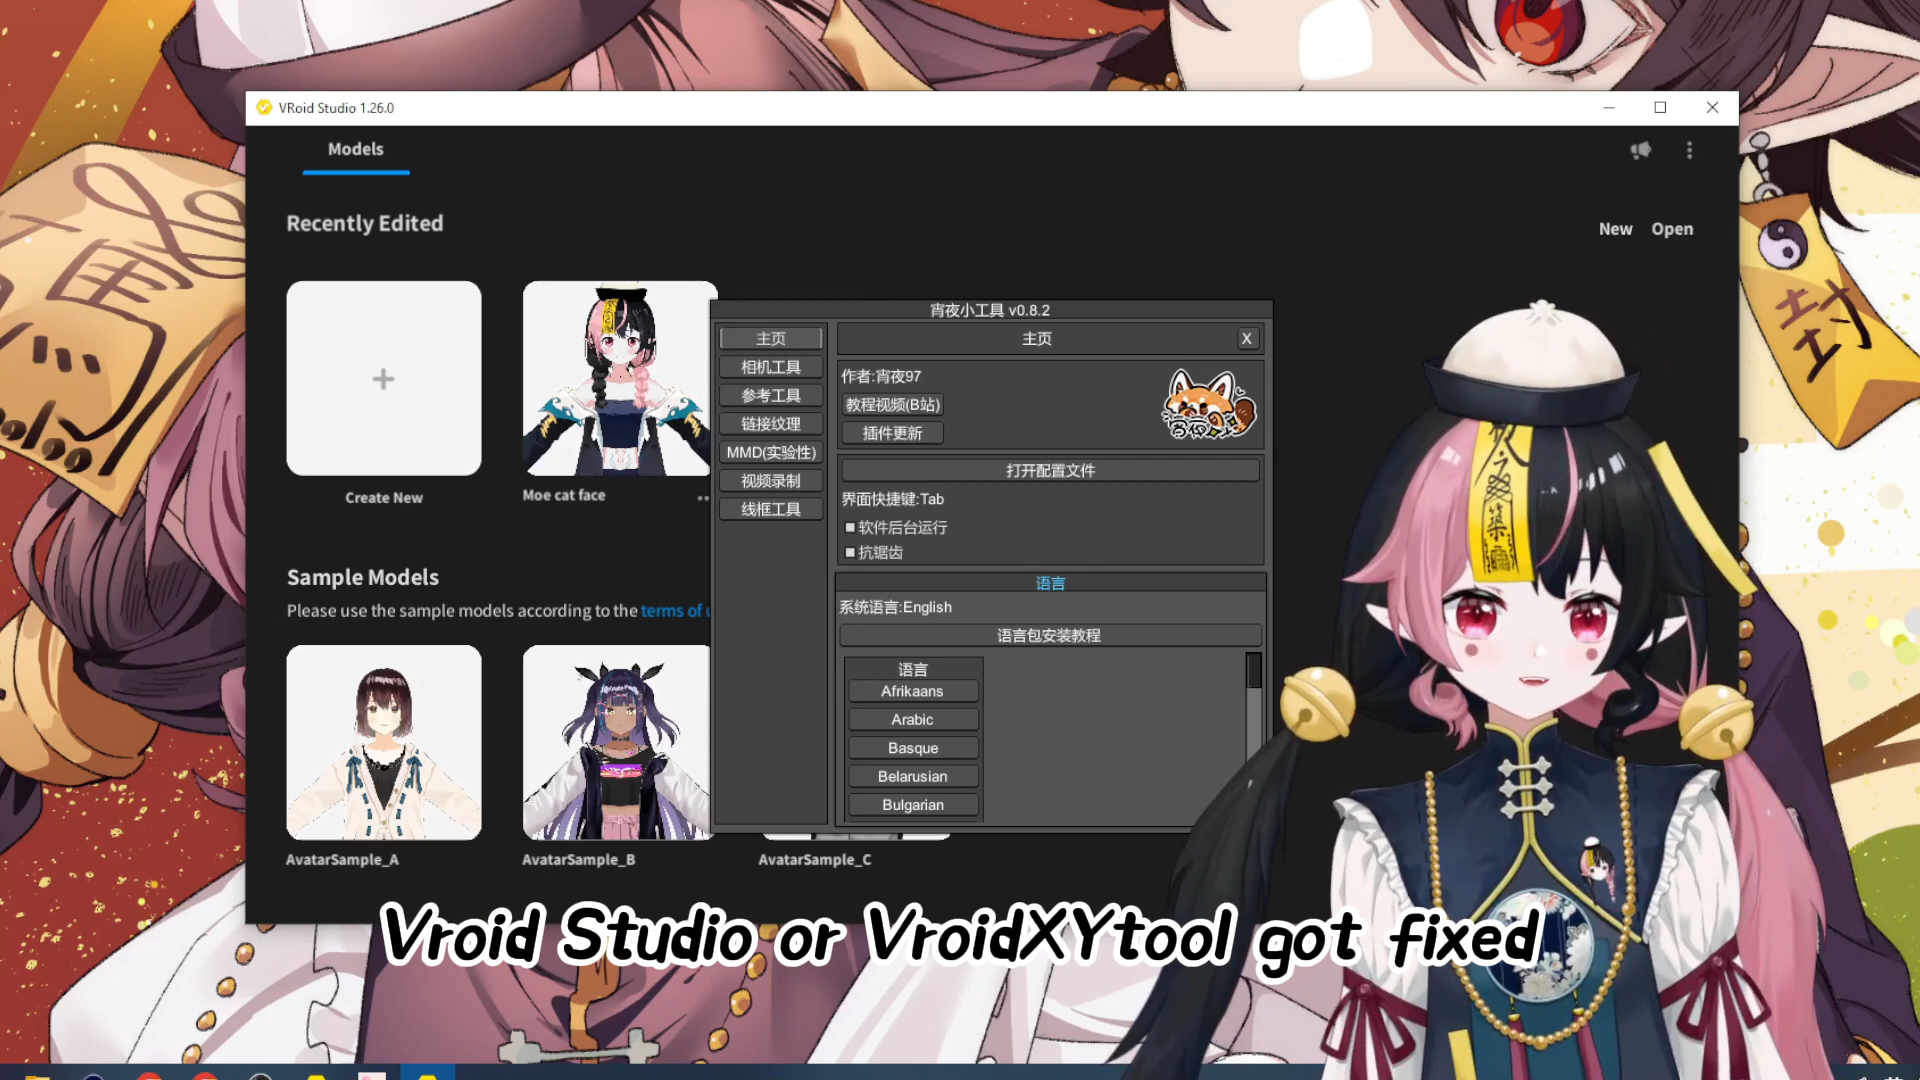 VRoid Studio 1.26.0
Models
Recently Edited
New Open
Create New
Moe cat face
Sample Models
Please use the sample models according to the terms of
AvatarSample_A
AvatarSample_B
AvatarSample_C
宵夜小工具 v0.8.2
主页
相机工具
参考工具
链接纹理
MMD(实验性)
视频录制
线框工具
主页
X
作者:宵夜97
教程视频(B站)
插件更新
宵夜
打开配置文件
界面快捷键:Tab
软件后台运行
抗锯齿
语言
系统语言:English
语言包安装教程
语言
Afrikaans
Arabic
Basque
Belarusian
Bulgarian
封
Vroid Studio or VroidXYtool got fixed